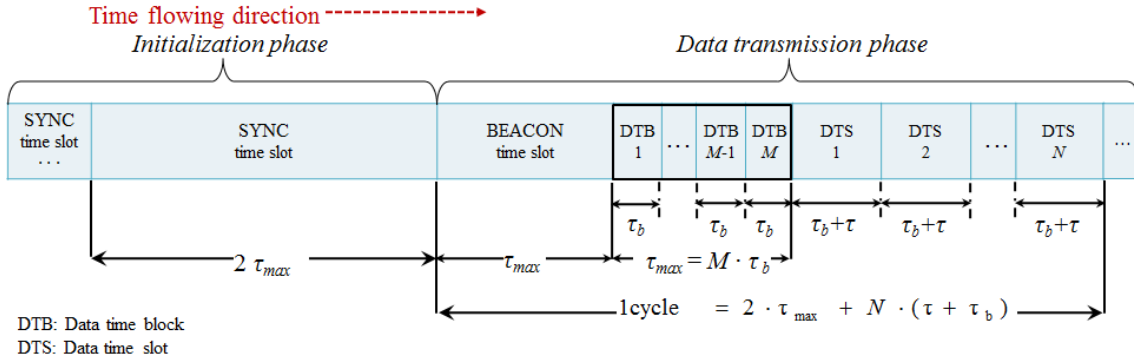 Time flowing direction
Initialization phase
Data transmission phase
SYNC
time slot
. . .
SYNC
time slot
BEACON
time slot
DTB
1
...
DTB
M-1
DTB
M
DTS
1
DTS
2
...
DTS
N
...
τb
τb
τb
τb+τ
τb+τ
τb+τ
2 τmax
τmax
τmax = M · τb
1cycle = 2 · τmax + N · (τ + τb)
DTB: Data time block
DTS: Data time slot